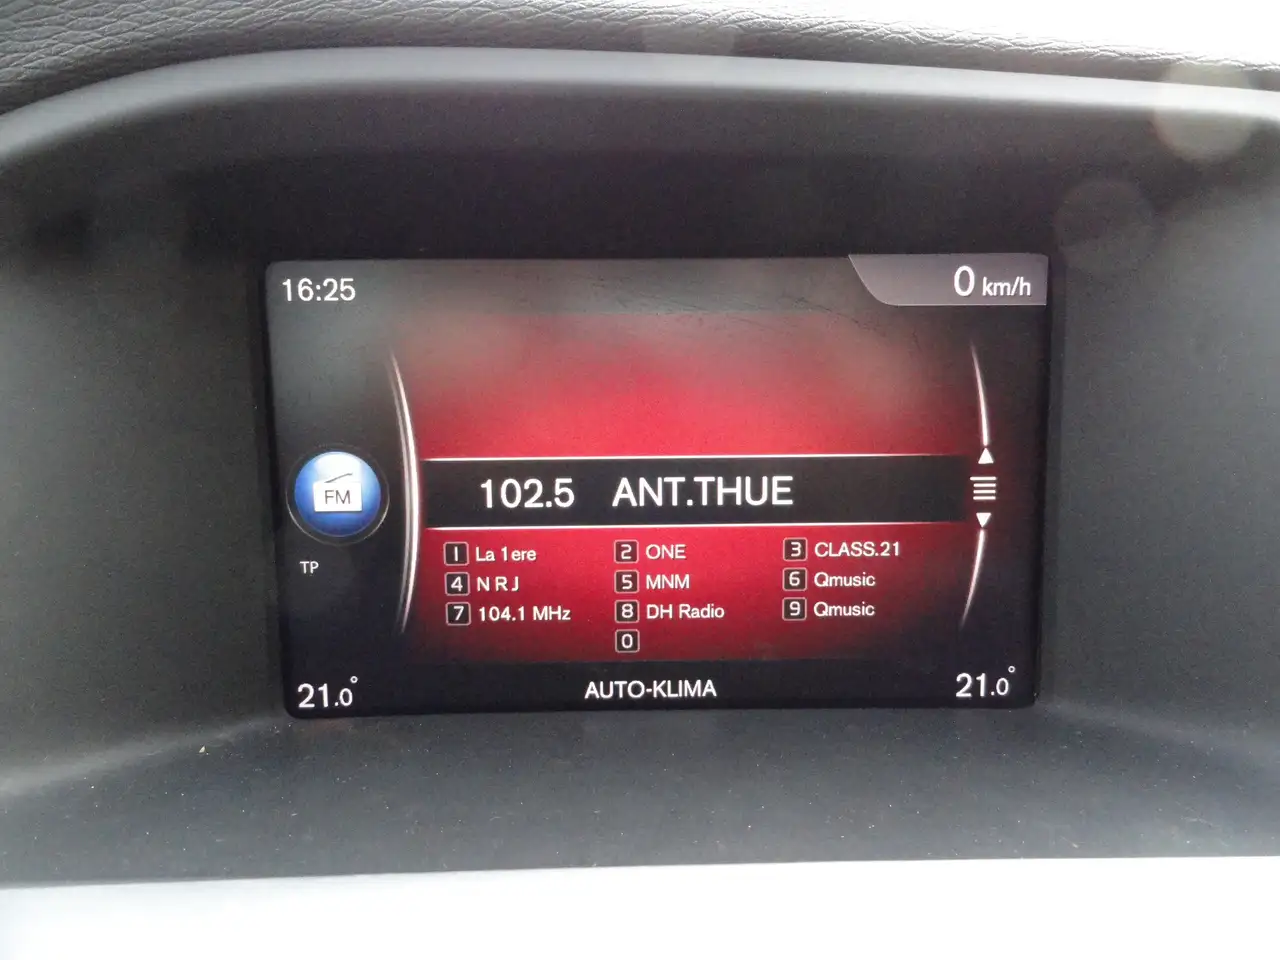 16:25
0 km/h
FM
102.5 ANT.THUE
TP
1 La 1ere 2 ONE 3 CLASS.21
4 N R J 5 MNM 6 Qmusic
7 104.1 MHz 8 DH Radio 9 Qmusic
0
21.0° AUTO-KLIMA 21.0°